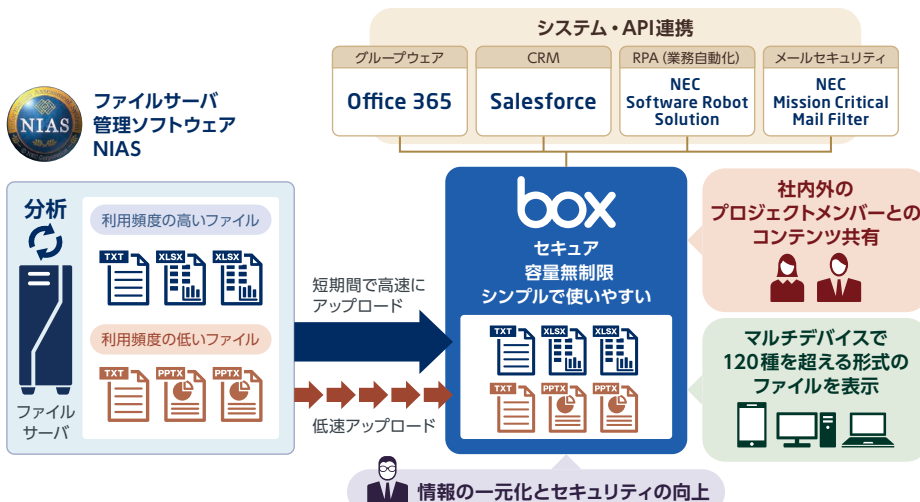 システム・API連携
グループウェア
Office 365
CRM
Salesforce
RPA（業務自動化）
NEC
Software Robot
Solution
メールセキュリティ
NEC
Mission Critical
Mail Filter
NIAS
ファイルサーバ
管理ソフトウェア
NIAS
分析
ファイル
サーバ
利用頻度の高いファイル
TXT XLSX XLSX
利用頻度の低いファイル
TXT PPTX PPTX
短期間で高速に
アップロード
低速アップロード
box
セキュア
容量無制限
シンプルで使いやすい
TXT XLSX XLSX
TXT PPTX PPTX
社内外の
プロジェクトメンバーとの
コンテンツ共有
マルチデバイスで
120種を超える形式の
ファイルを表示
情報の一元化とセキュリティの向上